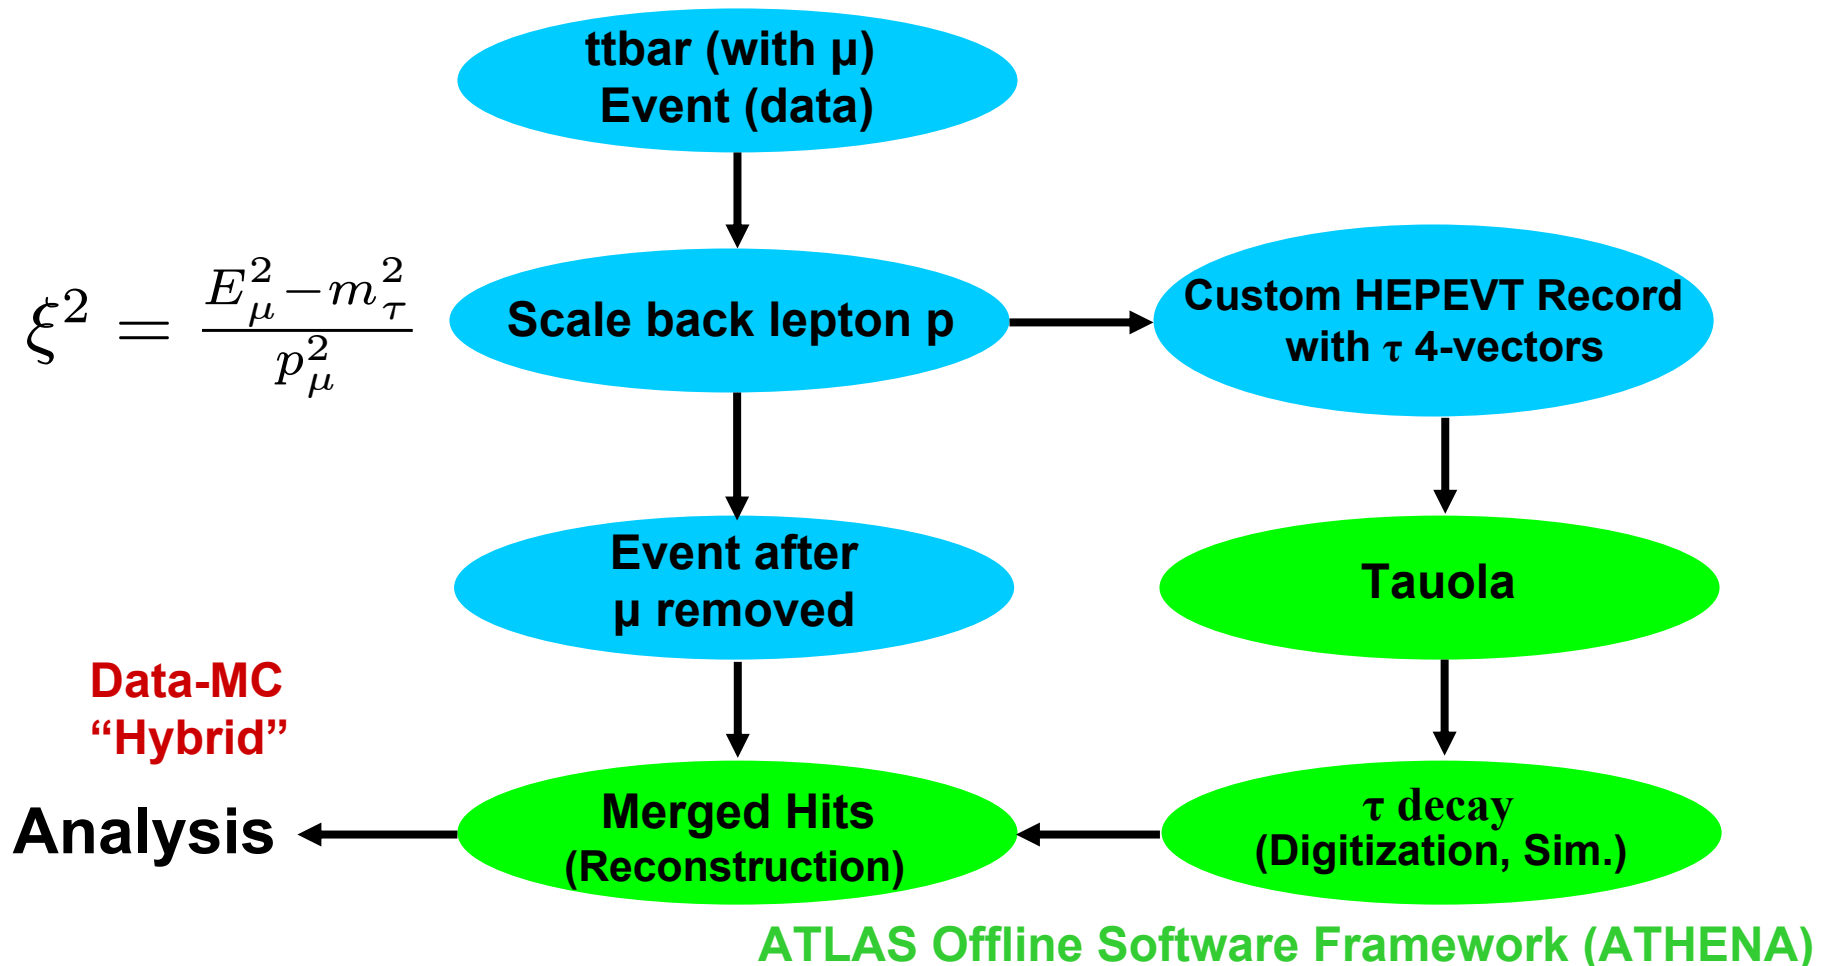 ttbar (with μ)
Event (data)
ξ² = (E_μ² − m_τ²) / p_μ²
Scale back lepton p
Custom HEPEVT Record
with τ 4-vectors
Event after
μ removed
Tauola
Data-MC
“Hybrid”
Analysis
Merged Hits
(Reconstruction)
τ decay
(Digitization, Sim.)
ATLAS Offline Software Framework (ATHENA)